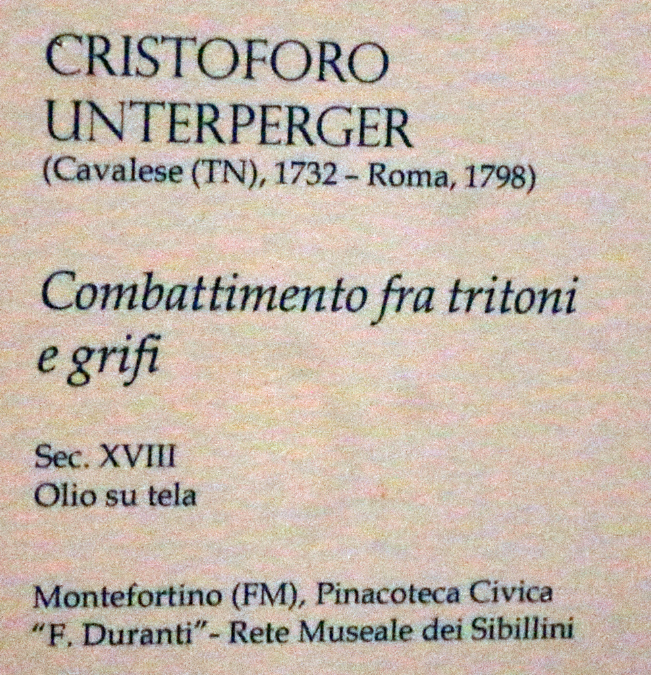 CRISTOFORO
UNTERPERGER
(Cavalese (TN), 1732 – Roma, 1798)
Combattimento fra tritoni
e grifi
Sec. XVIII
Olio su tela
Montefortino (FM), Pinacoteca Civica
“F. Duranti”- Rete Museale dei Sibillini